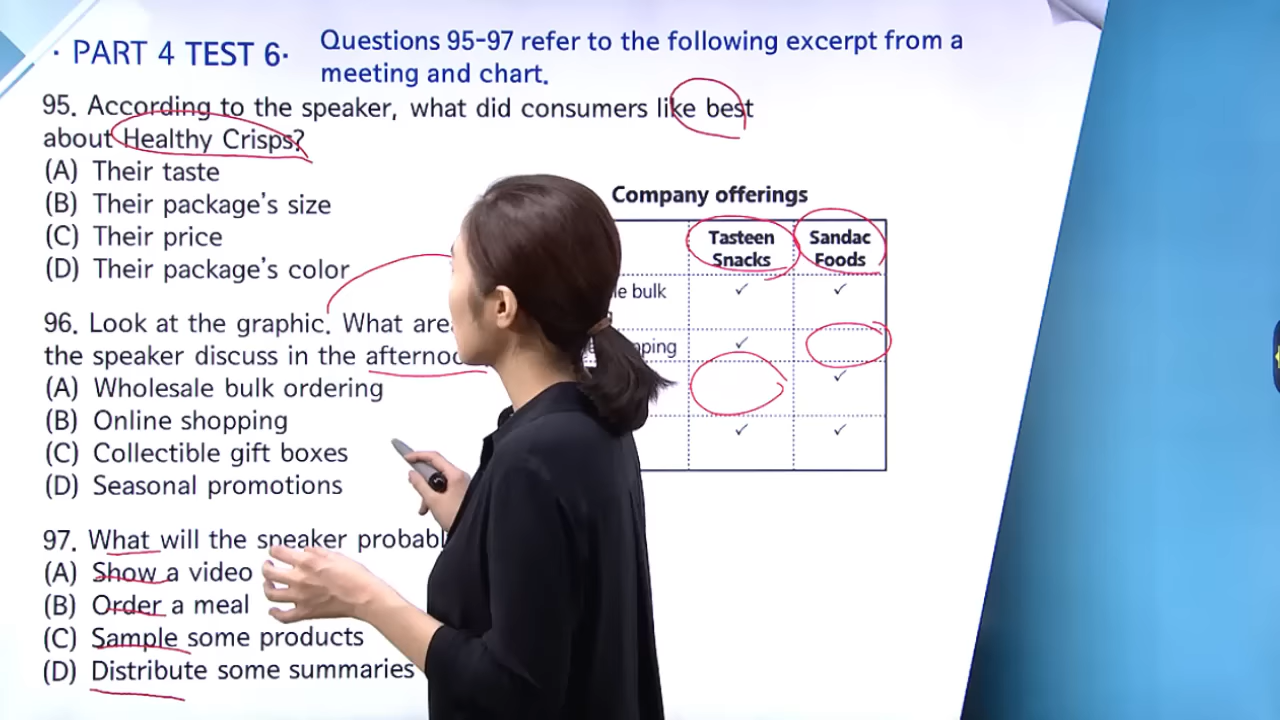 · PART 4 TEST 6·
Questions 95-97 refer to the following excerpt from a
meeting and chart.
95. According to the speaker, what did consumers like best
about Healthy Crisps?
(A) Their taste
(B) Their package's size
(C) Their price
(D) Their package's color
96. Look at the graphic. What are
the speaker discuss in the
(A) Wholesale bulk ordering
(B) Online shopping
(C) Collectible gift boxes
(D) Seasonal promotions
97. What will the speaker
(A) Show a video
(B) Order a meal
(C) Sample some products
(D) Distribute some summaries
Company offerings
Tasteen
Snacks
Sandac
Foods
bulk
✓ ✓
✓
✓
✓ ✓